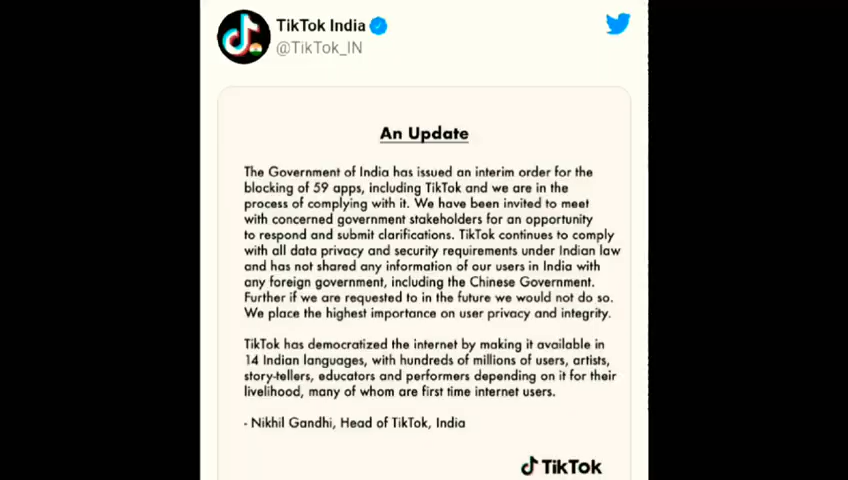 TikTok India
@TikTok_IN
An Update
The Government of India has issued an interim order for the
blocking of 59 apps, including TikTok and we are in the
process of complying with it. We have been invited to meet
with concerned government stakeholders for an opportunity
to respond and submit clarifications. TikTok continues to comply
with all data privacy and security requirements under Indian law
and has not shared any information of our users in India with
any foreign government, including the Chinese Government.
Further if we are requested to in the future we would not do so.
We place the highest importance on user privacy and integrity.
TikTok has democratized the internet by making it available in
14 Indian languages, with hundreds of millions of users, artists,
story-tellers, educators and performers depending on it for their
livelihood, many of whom are first time internet users.
- Nikhil Gandhi, Head of TikTok, India
TikTok